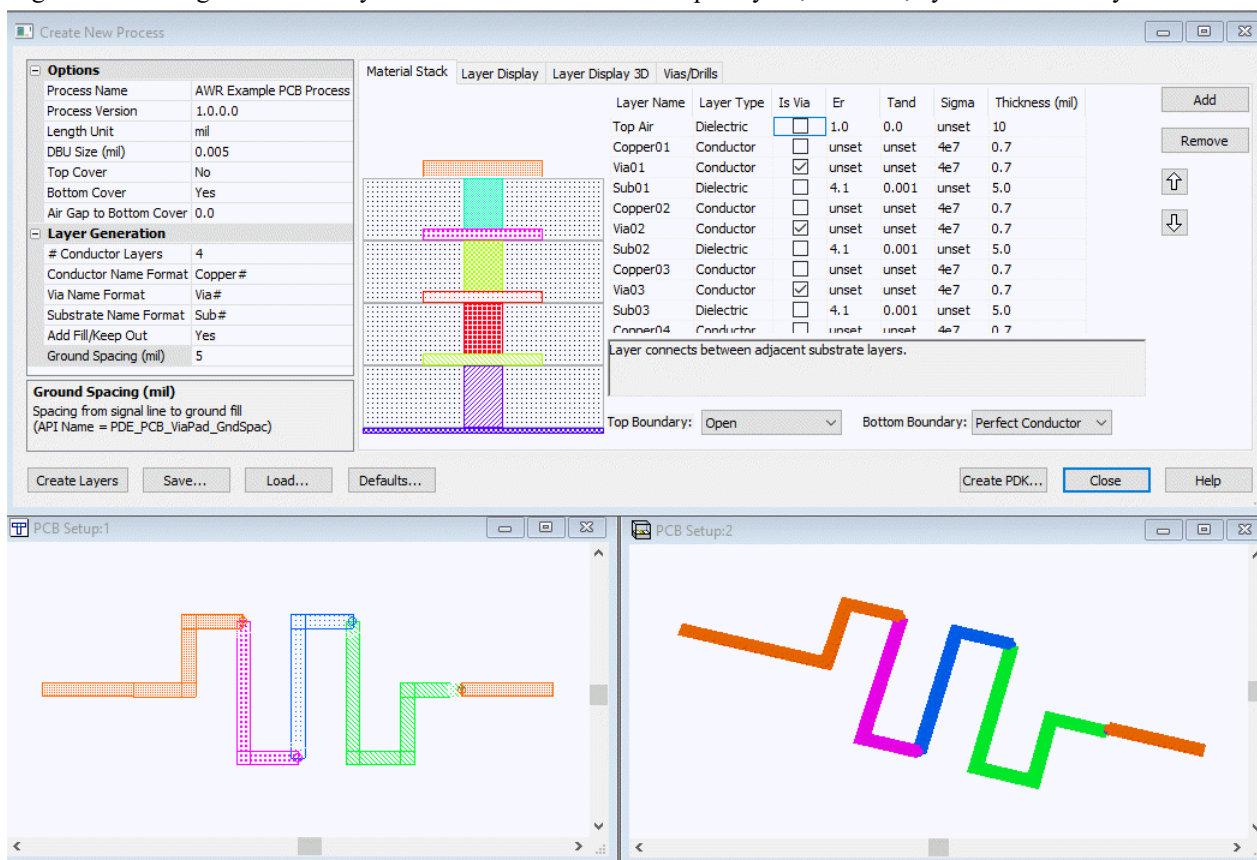 Create New Process
Options
Process Name AWR Example PCB Process
Process Version 1.0.0.0
Length Unit mil
DBU Size (mil) 0.005
Top Cover No
Bottom Cover Yes
Air Gap to Bottom Cover 0.0
Layer Generation
# Conductor Layers 4
Conductor Name Format Copper#
Via Name Format Via#
Substrate Name Format Sub#
Add Fill/Keep Out Yes
Ground Spacing (mil) 5
Ground Spacing (mil)
Spacing from signal line to ground fill
(API Name = PDE_PCB_ViaPad_GndSpac)
Material Stack Layer Display Layer Display 3D Vias/Drills
Layer Name Layer Type Is Via Er Tand Sigma Thickness (mil)
Top Air Dielectric 1.0 0.0 unset 10
Copper01 Conductor unset unset 4e7 0.7
Via01 Conductor unset unset 4e7 0.7
Sub01 Dielectric 4.1 0.001 unset 5.0
Copper02 Conductor unset unset 4e7 0.7
Via02 Conductor unset unset 4e7 0.7
Sub02 Dielectric 4.1 0.001 unset 5.0
Copper03 Conductor unset unset 4e7 0.7
Via03 Conductor unset unset 4e7 0.7
Sub03 Dielectric 4.1 0.001 unset 5.0
Copper04 Conductor unset unset 4e7 0.7
Layer connects between adjacent substrate layers.
Top Boundary: Open Bottom Boundary: Perfect Conductor
Add
Remove
Create Layers Save... Load... Defaults... Create PDK... Close Help
PCB Setup:1
PCB Setup:2